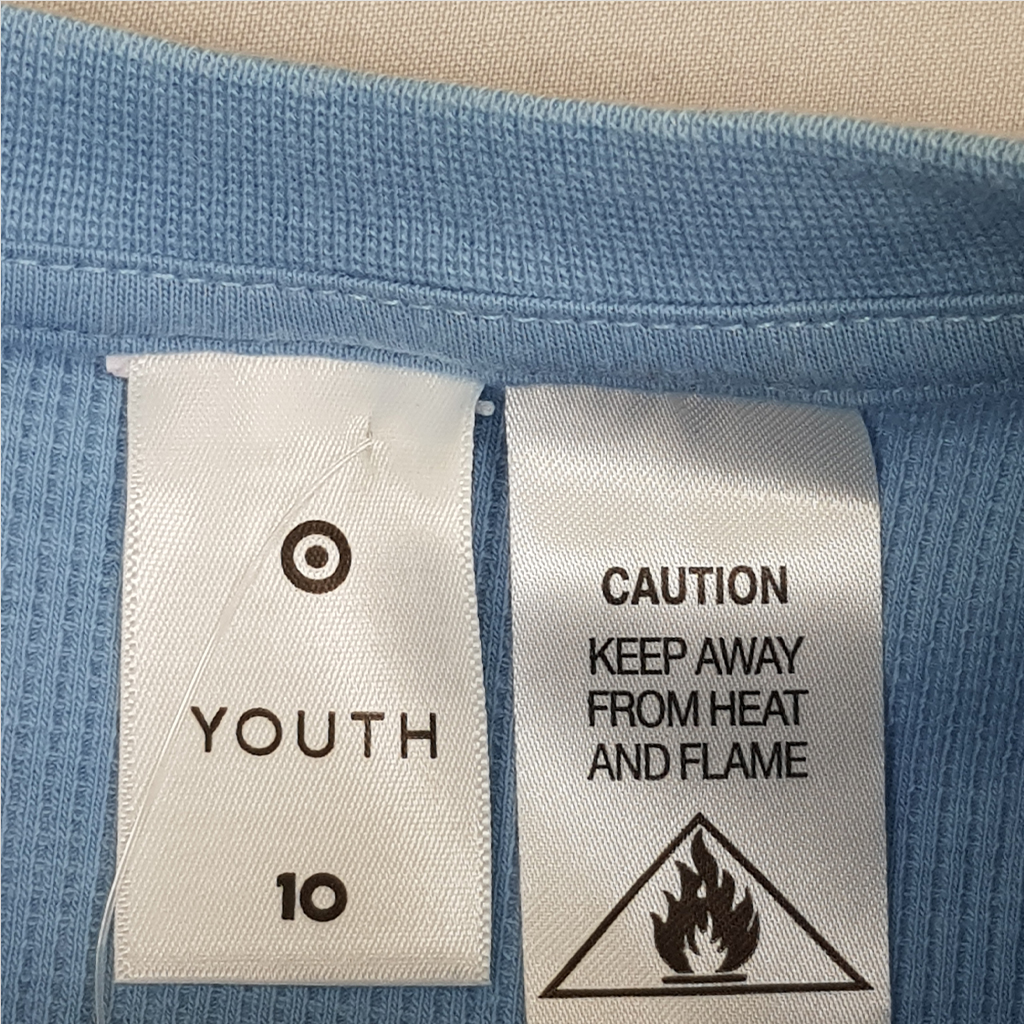 YOUTH
10
CAUTION
KEEP AWAY
FROM HEAT
AND FLAME